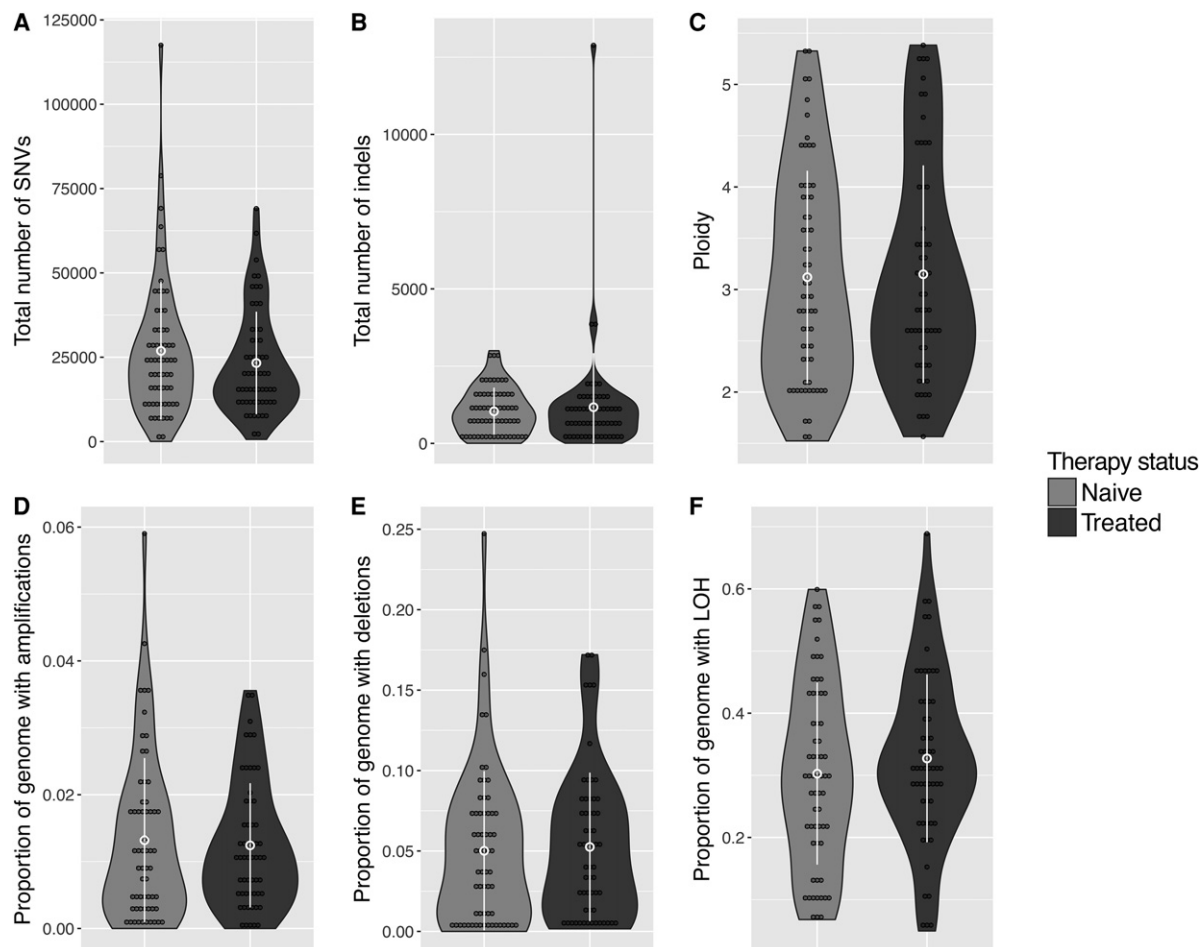 A
Total number of SNVs
125000
100000
75000
50000
25000
0
B
Total number of indels
10000
5000
0
C
Ploidy
5
4
3
2
Therapy status
Naive
Treated
D
Proportion of genome with amplifications
0.06
0.04
0.02
0.00
E
Proportion of genome with deletions
0.25
0.20
0.15
0.10
0.05
0.00
F
Proportion of genome with LOH
0.6
0.4
0.2